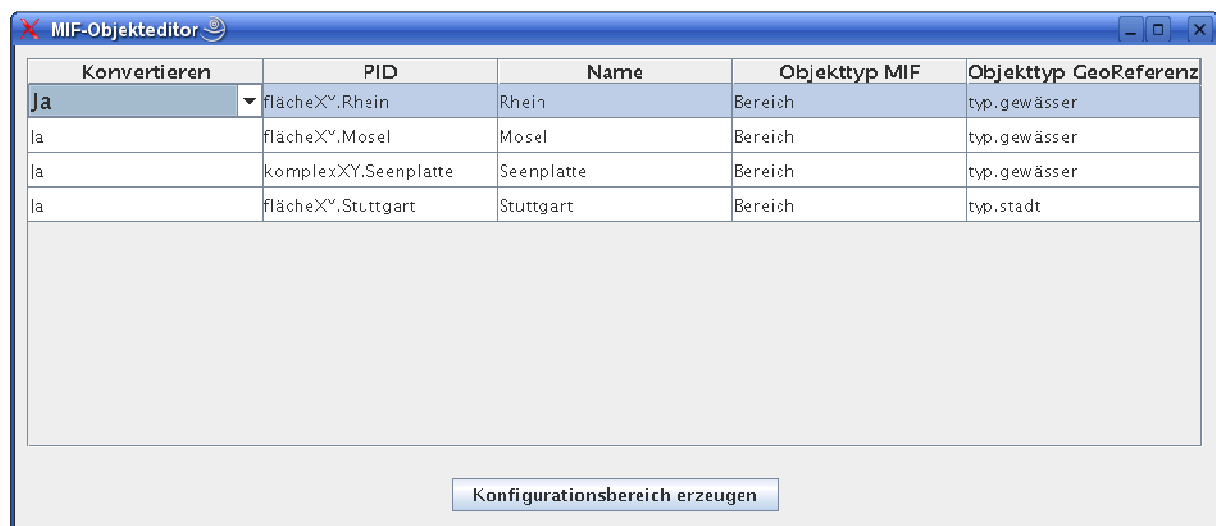 MIF-Objekteditor
Konvertieren PID Name Objekttyp MIF Objekttyp GeoReferenz
Ja flächeXY.Rhein Rhein Bereich typ.gewässer
Ja flächeXY.Mosel Mosel Bereich typ.gewässer
Ja komplexXY.Seenplatte Seenplatte Bereich typ.gewässer
Ja flächeXY.Stuttgart Stuttgart Bereich typ.stadt
Konfigurationsbereich erzeugen